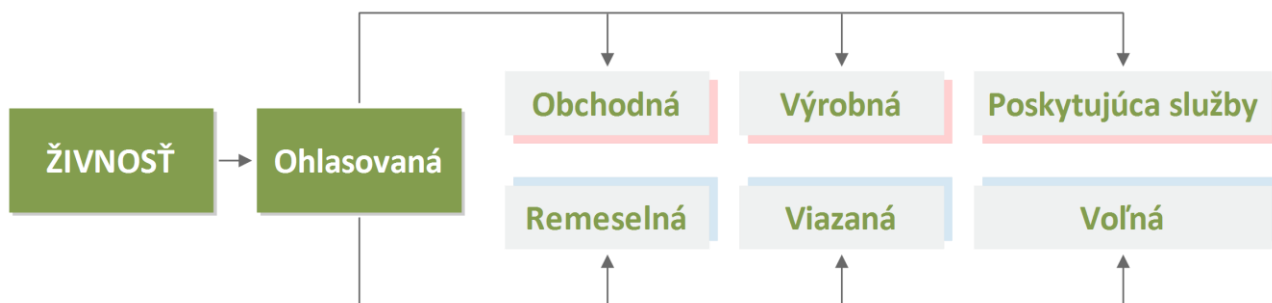 ŽIVNOSŤ
Ohlasovaná
Obchodná
Výrobná
Poskytujúca služby
Remeselná
Viazaná
Voľná